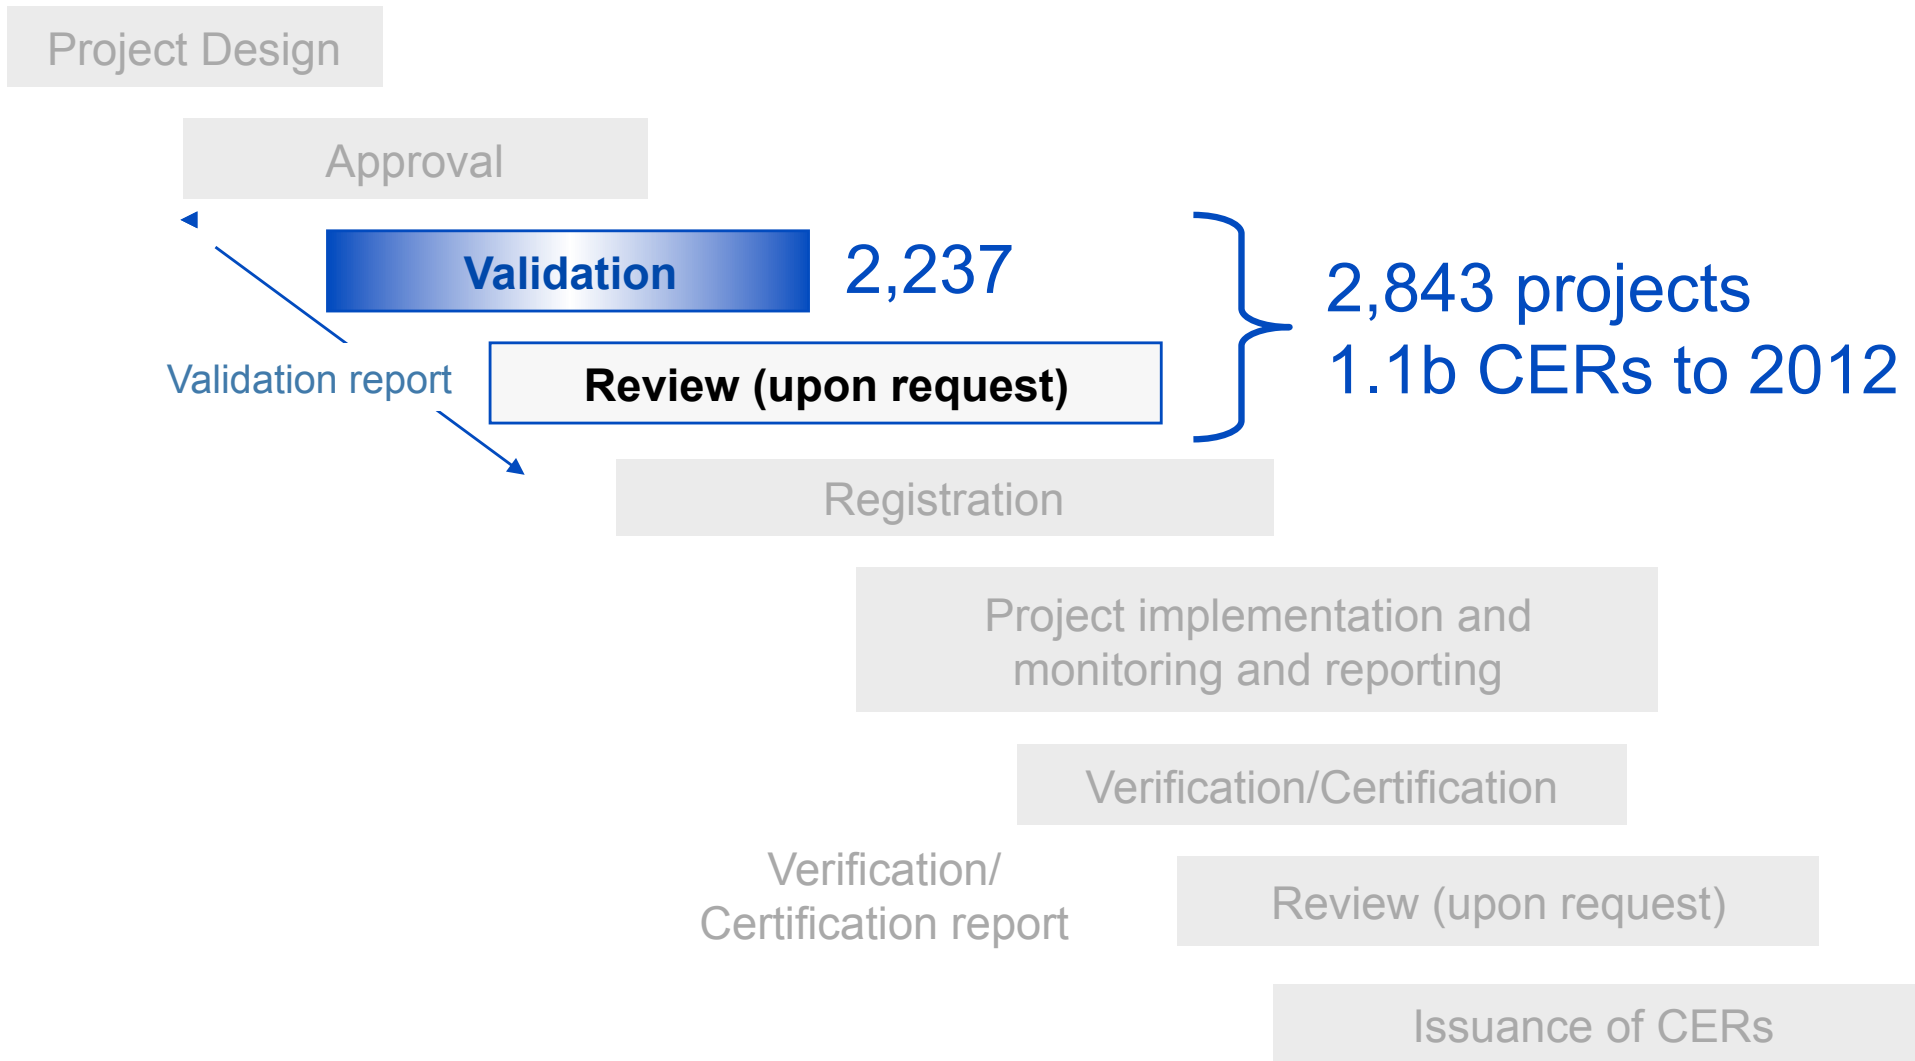 Project Design
Approval
Validation
2,237
2,843 projects
1.1b CERs to 2012
Validation report
Review (upon request)
Registration
Project implementation and
monitoring and reporting
Verification/Certification
Verification/
Certification report
Review (upon request)
Issuance of CERs